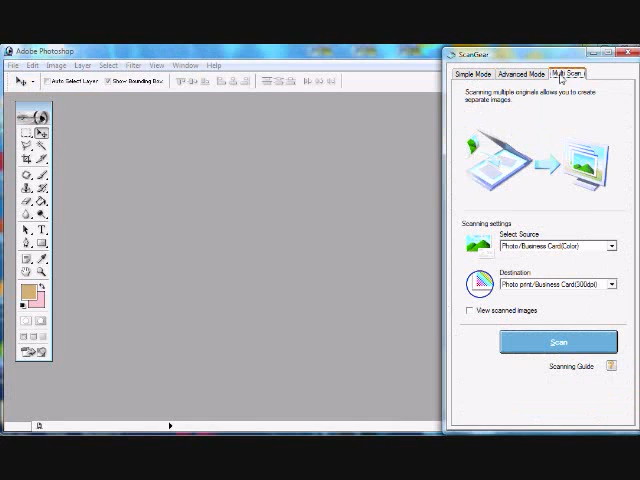 Adobe Photoshop
File Edit Image Layer Select Filter View Window Help
Auto Select Layer Show Bounding Box
ScanGear
Simple Mode Advanced Mode Multi-Scan
Scanning multiple originals allows you to create
separate images.
Scanning settings
Select Source
Photo/Business Card(Color)
Destination
Photo print/Business Card(300dpi)
View scanned images
Scan
Scanning Guide ?